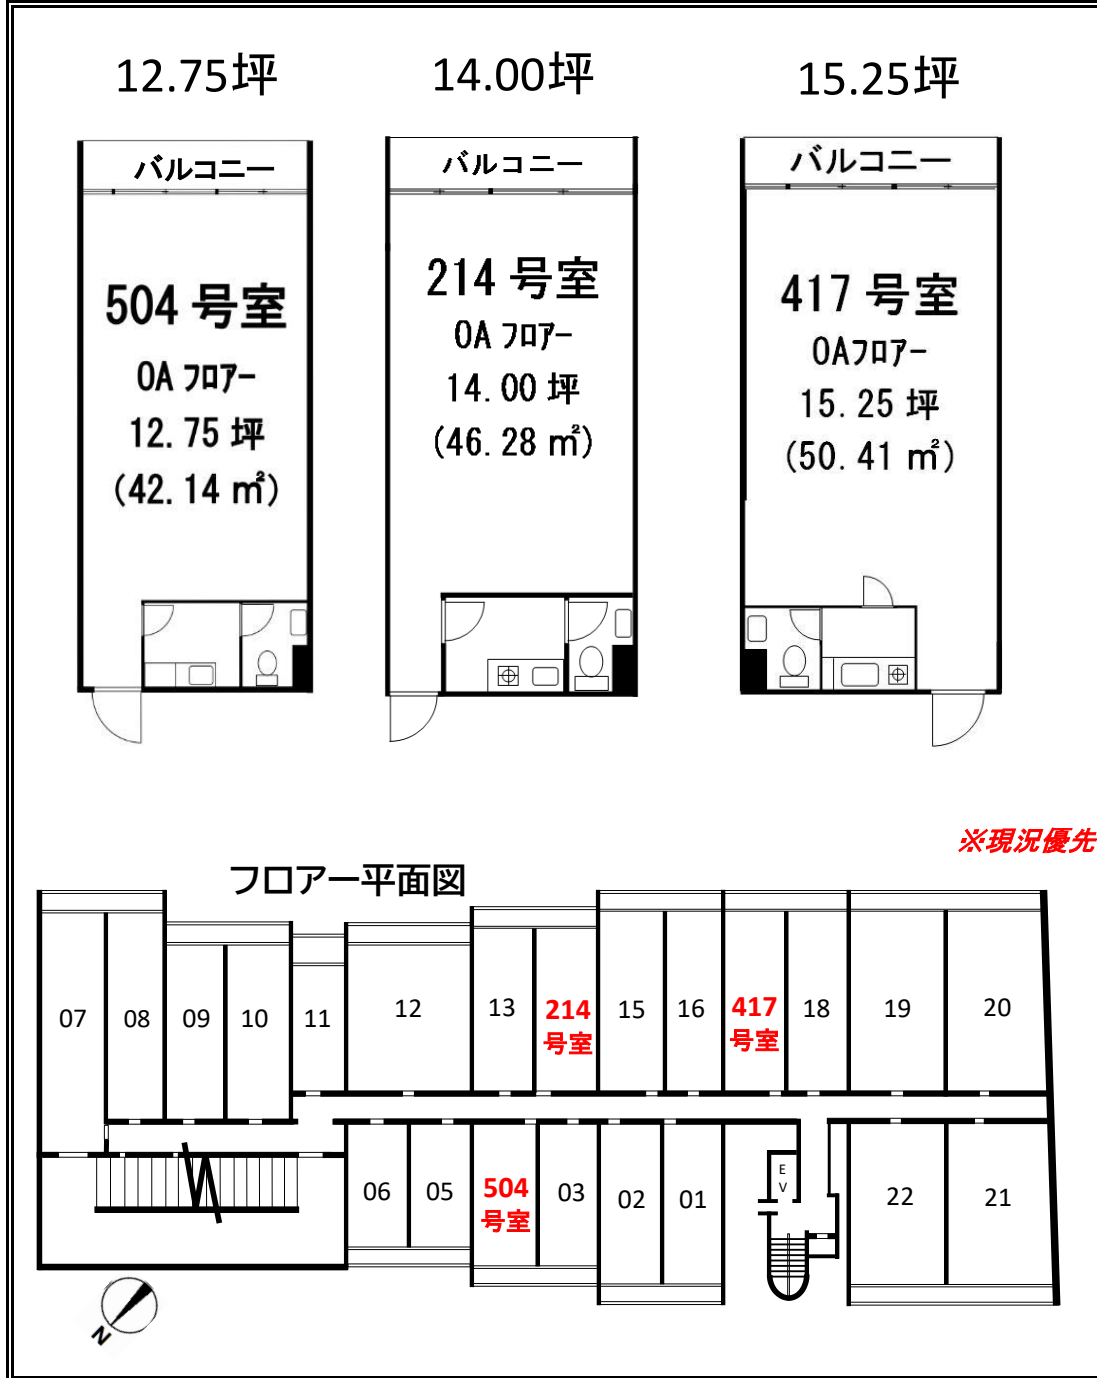 12.75坪
14.00坪
15.25坪
バルコニー
504 号室
OA フロアー
12.75 坪
(42.14 ㎡)
バルコニー
214 号室
OA フロアー
14.00 坪
(46.28 ㎡)
バルコニー
417 号室
OAフロアー
15.25 坪
(50.41 ㎡)
※現況優先
フロアー平面図
07
08
09
10
11
12
13
214
号室
15
16
417
号室
18
19
20
06
05
504
号室
03
02
01
E
V
22
21
N